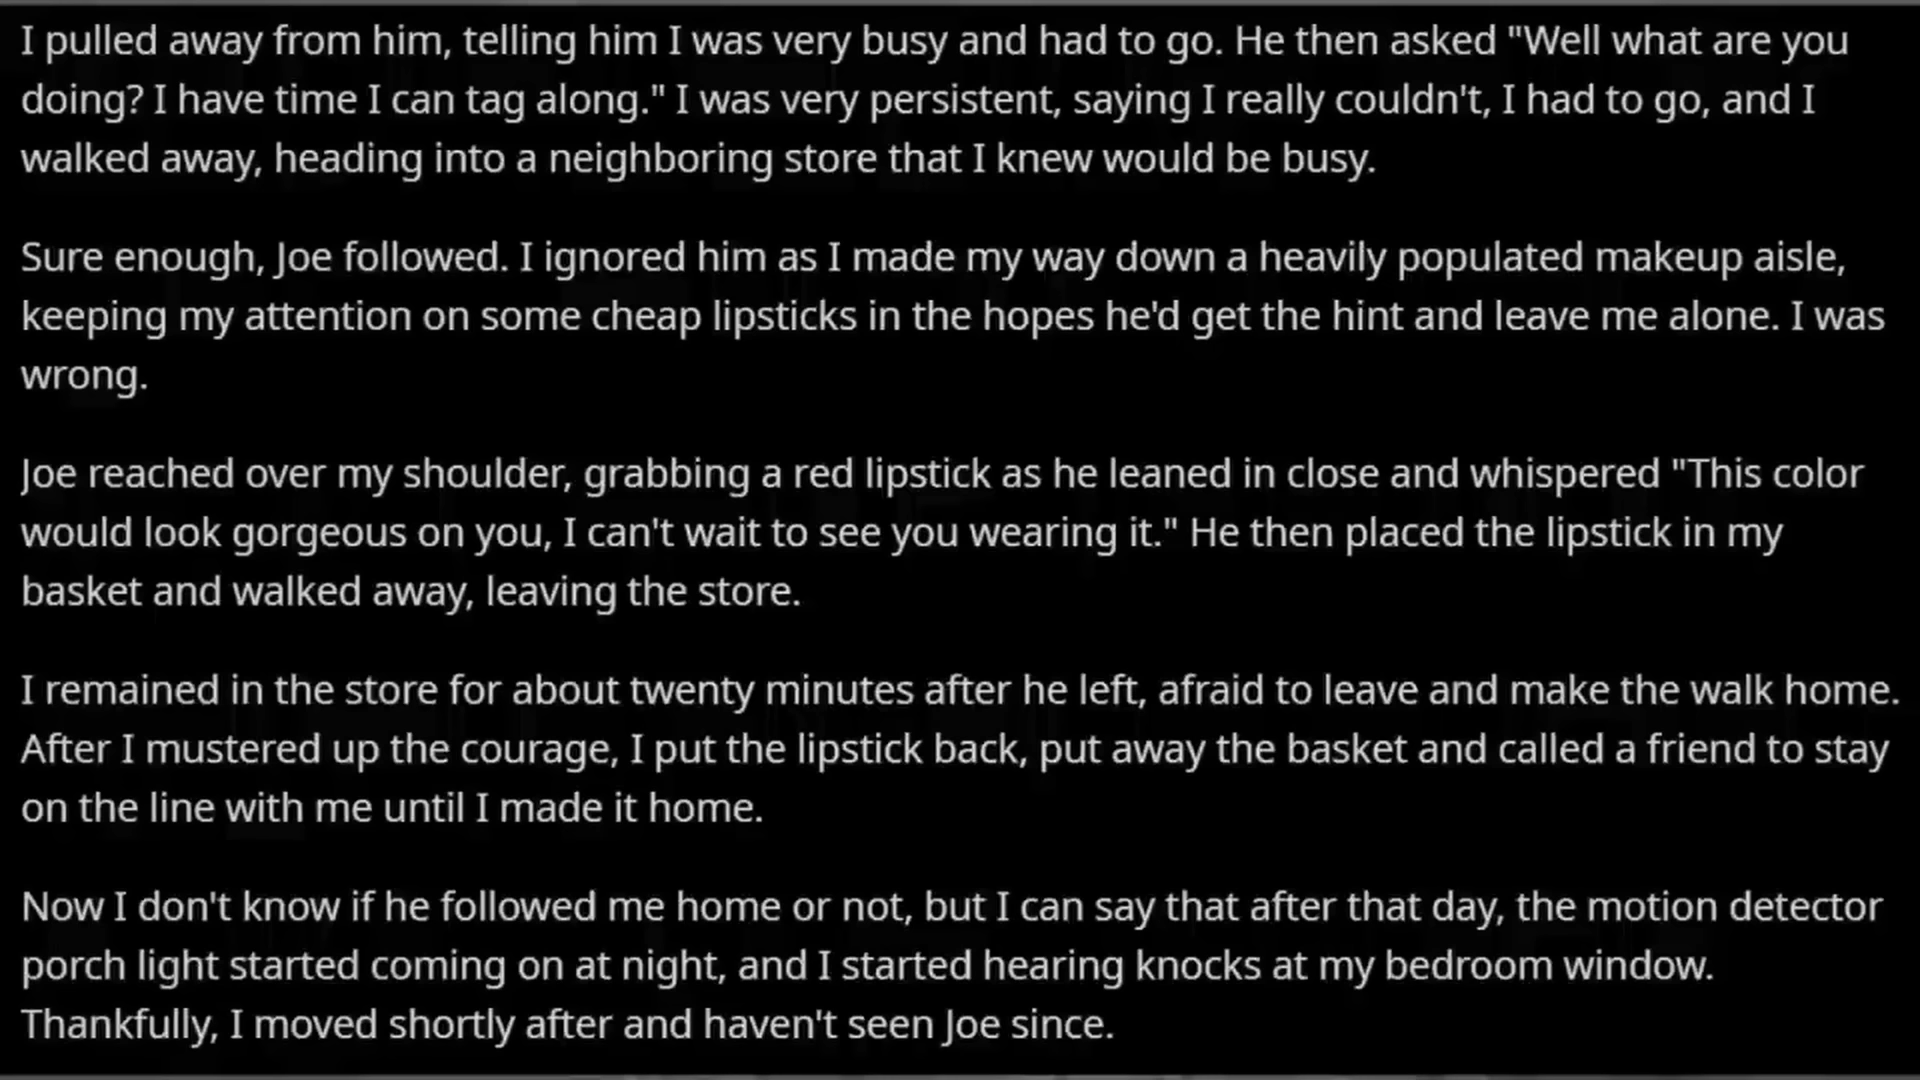 I pulled away from him, telling him I was very busy and had to go. He then asked "Well what are you
doing? I have time I can tag along." I was very persistent, saying I really couldn't, I had to go, and I
walked away, heading into a neighboring store that I knew would be busy.
Sure enough, Joe followed. I ignored him as I made my way down a heavily populated makeup aisle,
keeping my attention on some cheap lipsticks in the hopes he'd get the hint and leave me alone. I was
wrong.
Joe reached over my shoulder, grabbing a red lipstick as he leaned in close and whispered "This color
would look gorgeous on you, I can't wait to see you wearing it." He then placed the lipstick in my
basket and walked away, leaving the store.
I remained in the store for about twenty minutes after he left, afraid to leave and make the walk home.
After I mustered up the courage, I put the lipstick back, put away the basket and called a friend to stay
on the line with me until I made it home.
Now I don't know if he followed me home or not, but I can say that after that day, the motion detector
porch light started coming on at night, and I started hearing knocks at my bedroom window.
Thankfully, I moved shortly after and haven't seen Joe since.